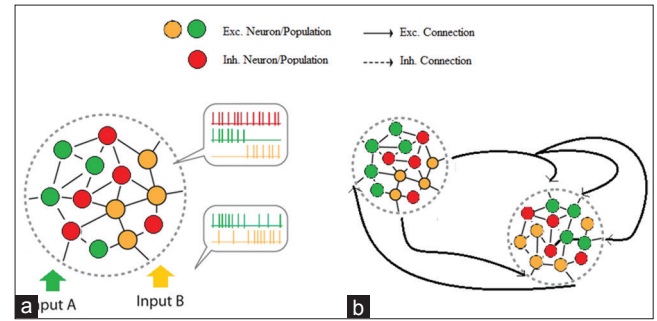 Exc. Neuron/Population
Exc. Connection
Inh. Neuron/Population
Inh. Connection
a
nput A
Input B
b